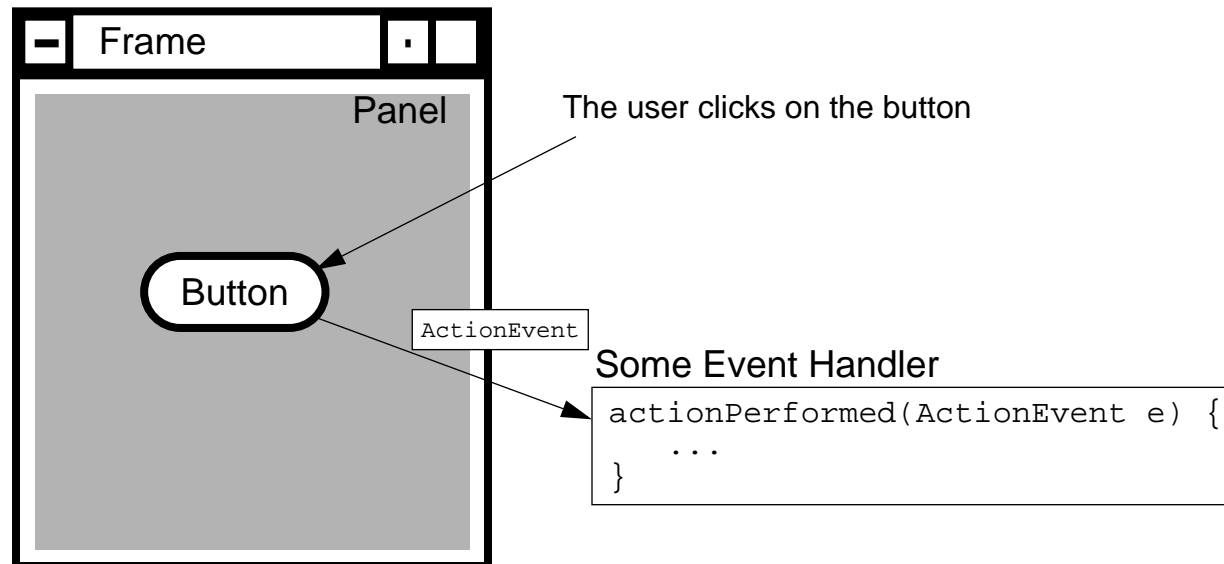 Frame
Panel
The user clicks on the button
Button
ActionEvent
Some Event Handler
actionPerformed(ActionEvent e) {
...
}